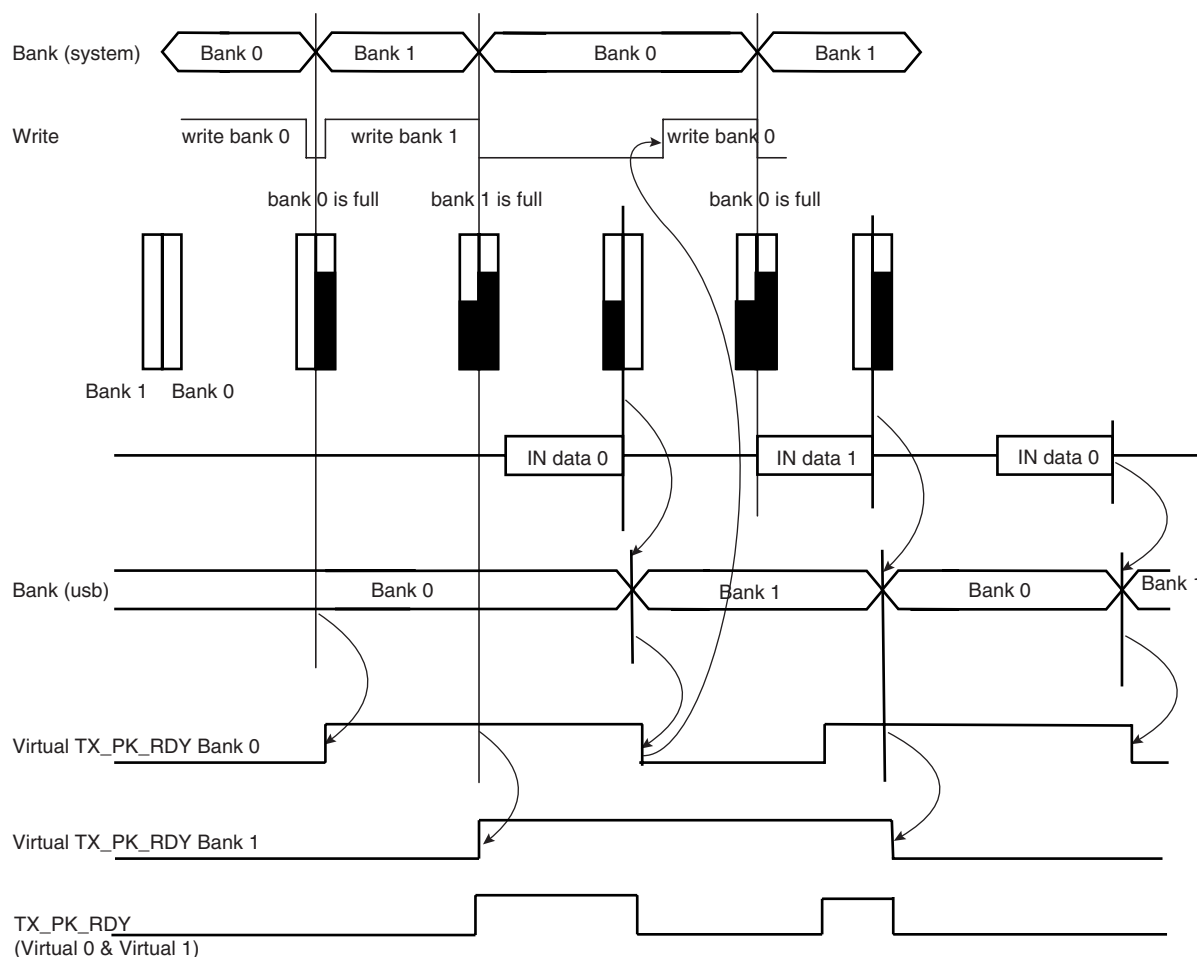 Bank (system)
Bank 0
Bank 1
Bank 0
Bank 1
Write
write bank 0
write bank 1
write bank 0
bank 0 is full
bank 1 is full
bank 0 is full
Bank 1
Bank 0
IN data 0
IN data 1
IN data 0
Bank (usb)
Bank 0
Bank 1
Bank 0
Bank 1
Virtual TX_PK_RDY Bank 0
Virtual TX_PK_RDY Bank 1
TX_PK_RDY
(Virtual 0 & Virtual 1)